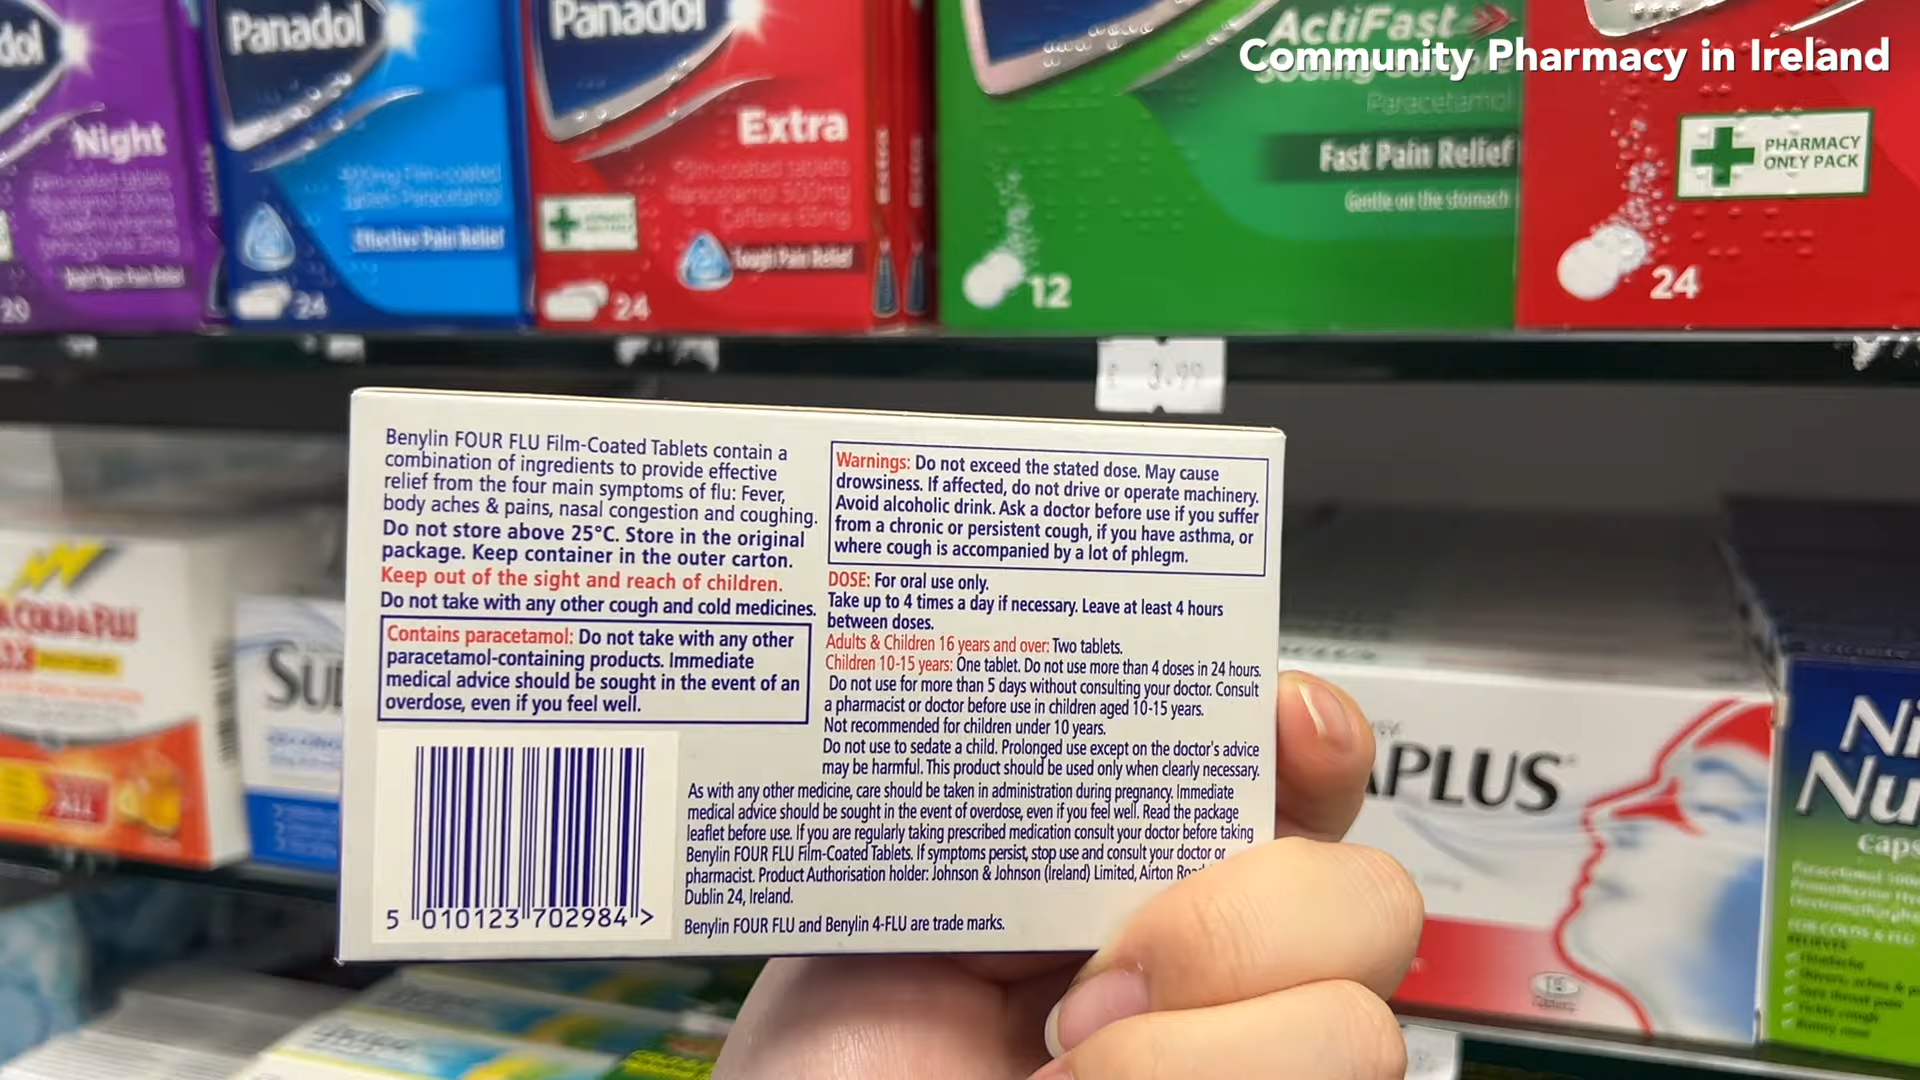 Community Pharmacy in Ireland
dol
Panadol
Panadol
ActiFast
Night
Extra
Paracetamol
Fast Pain Relief
Gentle on the stomach
PHARMACY
ONLY PACK
Effective Pain Relief
Tough Pain Relief
20
24
24
12
24
3.99
Benylin FOUR FLU Film-Coated Tablets contain a
combination of ingredients to provide effective
relief from the four main symptoms of flu: Fever,
body aches & pains, nasal congestion and coughing.
Do not store above 25°C. Store in the original
package. Keep container in the outer carton.
Keep out of the sight and reach of children.
Do not take with any other cough and cold medicines.
Contains paracetamol: Do not take with any other
paracetamol-containing products. Immediate
medical advice should be sought in the event of an
overdose, even if you feel well.
5 010123 702984 >
Warnings: Do not exceed the stated dose. May cause
drowsiness. If affected, do not drive or operate machinery.
Avoid alcoholic drink. Ask a doctor before use if you suffer
from a chronic or persistent cough, if you have asthma, or
where cough is accompanied by a lot of phlegm.
DOSE: For oral use only.
Take up to 4 times a day if necessary. Leave at least 4 hours
between doses.
Adults & Children 16 years and over: Two tablets.
Children 10-15 years: One tablet. Do not use more than 4 doses in 24 hours.
Do not use for more than 5 days without consulting your doctor. Consult
a pharmacist or doctor before use in children aged 10-15 years.
Not recommended for children under 10 years.
Do not use to sedate a child. Prolonged use except on the doctor's advice
may be harmful. This product should be used only when clearly necessary.
As with any other medicine, care should be taken in administration during pregnancy. Immediate
medical advice should be sought in the event of overdose, even if you feel well. Read the package
leaflet before use. If you are regularly taking prescribed medication consult your doctor before taking
Benylin FOUR FLU Film-Coated Tablets. If symptoms persist, stop use and consult your doctor or
pharmacist. Product Authorisation holder: Johnson & Johnson (Ireland) Limited, Airton Roa
Dublin 24, Ireland.
Benylin FOUR FLU and Benylin 4-FLU are trade marks.
COLD & FLU
SU
APLUS
Ni
Nu
caps